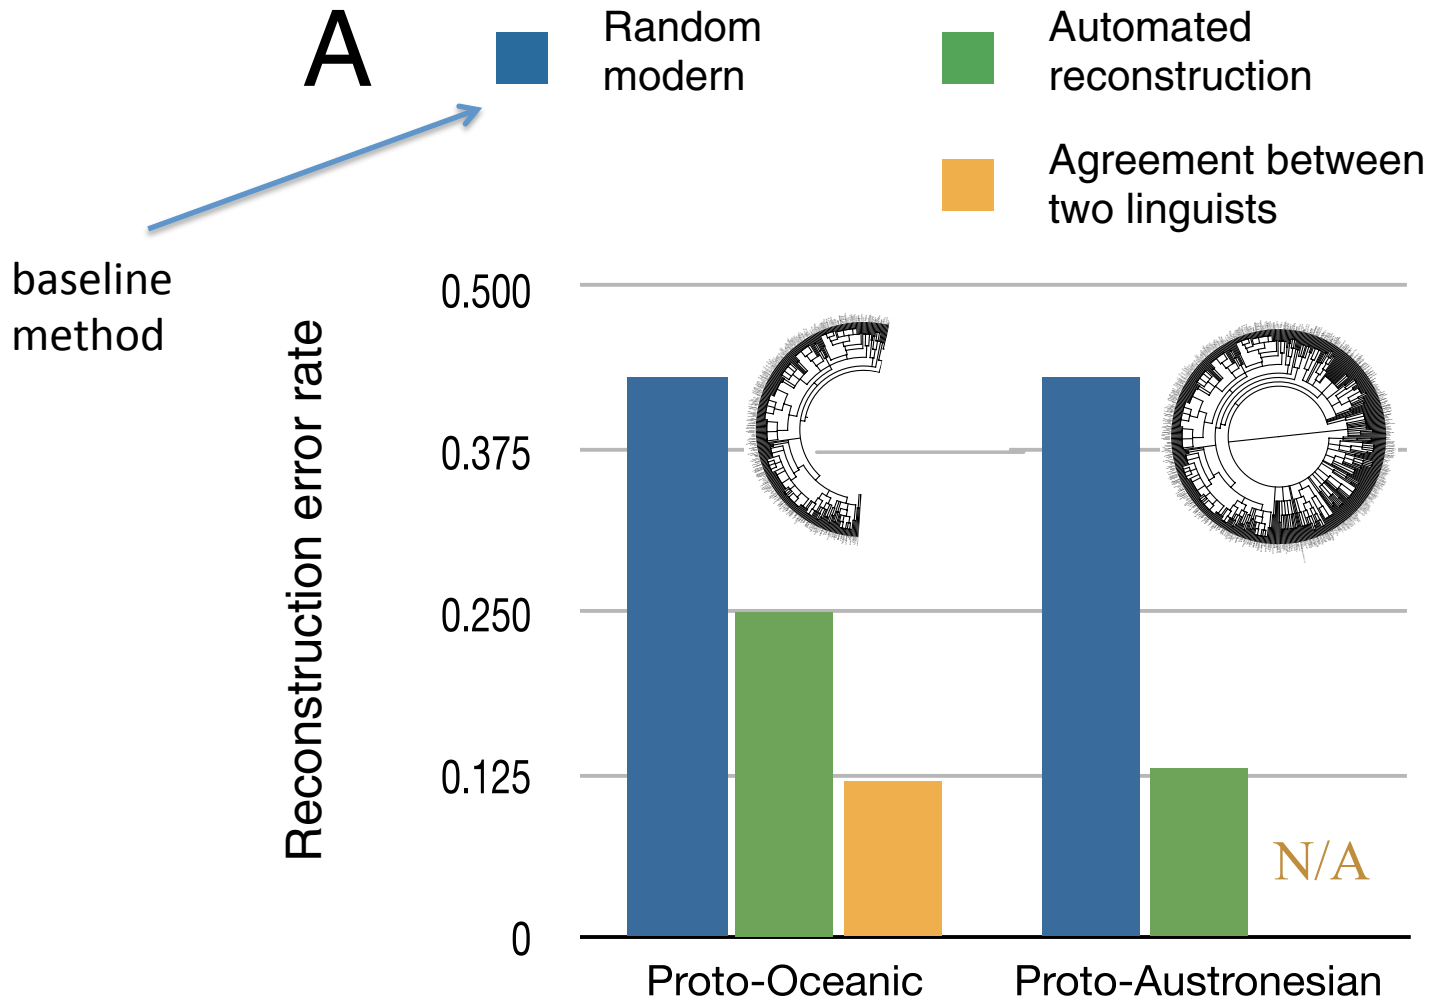 A
Random
modern
Automated
reconstruction
Agreement between
two linguists
baseline
method
Reconstruction error rate
0.500
0.375
0.250
0.125
0
N/A
Proto-Oceanic
Proto-Austronesian